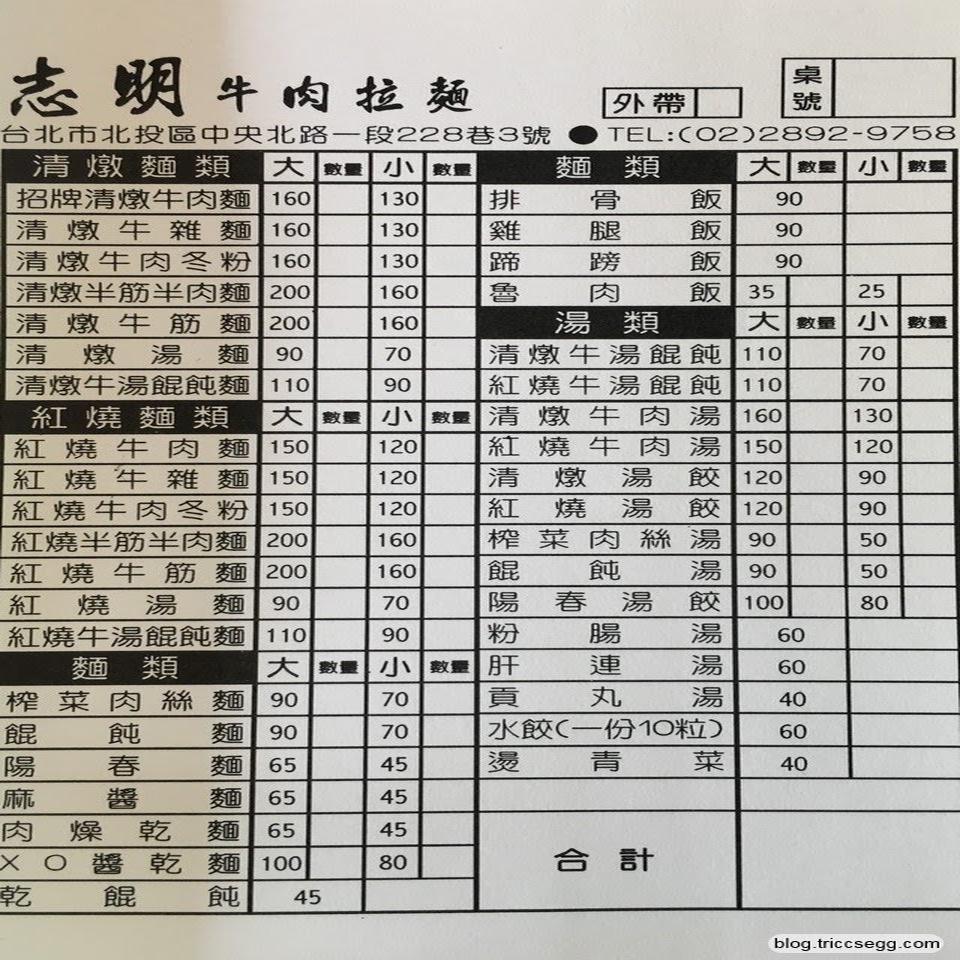 志明牛肉拉麵
外帶
桌號
台北市北投區中央北路一段228巷3號 ●TEL:(02)2892-9758
清燉麵類 大 數量 小 數量
招牌清燉牛肉麵 160 130
清燉牛雜麵 160 130
清燉牛肉冬粉 160 130
清燉半筋半肉麵 200 160
清燉牛筋麵 200 160
清燉湯麵 90 70
清燉牛湯餛飩麵 110 90
紅燒麵類 大 數量 小 數量
紅燒牛肉麵 150 120
紅燒牛雜麵 150 120
紅燒牛肉冬粉 150 120
紅燒半筋半肉麵 200 160
紅燒牛筋麵 200 160
紅燒湯麵 90 70
紅燒牛湯餛飩麵 110 90
麵類 大 數量 小 數量
榨菜肉絲麵 90 70
餛飩麵 90 70
陽春麵 65 45
麻醬麵 65 45
肉燥乾麵 65 45
XO醬乾麵 100 80
乾餛飩 45
麵類 大 數量 小 數量
排骨飯 90
雞腿飯 90
蹄膀飯 90
魯肉飯 35 25
湯類 大 數量 小 數量
清燉牛湯餛飩 110 70
紅燒牛湯餛飩 110 70
清燉牛肉湯 160 130
紅燒牛肉湯 150 120
清燉湯餃 120 90
紅燒湯餃 120 90
榨菜肉絲湯 90 50
餛飩湯 90 50
陽春湯餃 100 80
粉腸湯 60
肝連湯 60
貢丸湯 40
水餃(一份10粒) 60
燙青菜 40
合計
blog.triccsegg.com